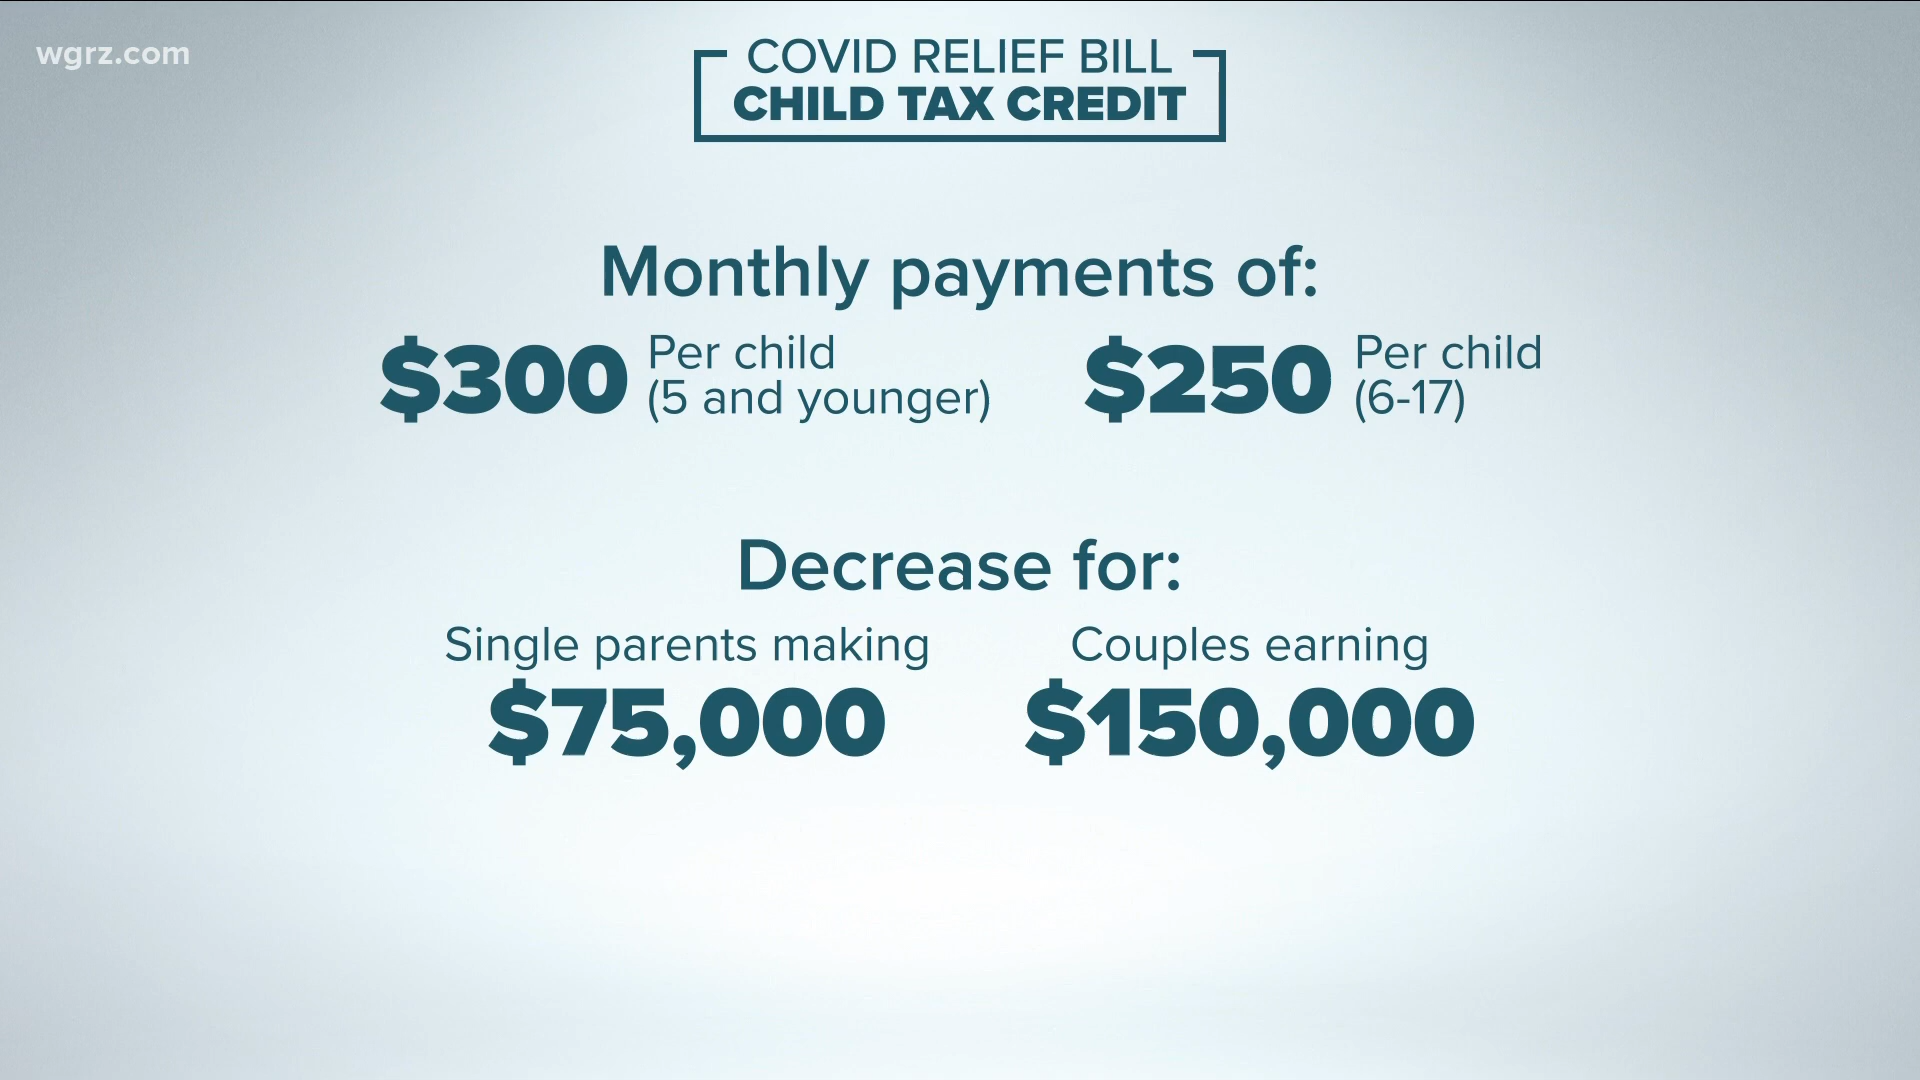 wgrz.com
COVID RELIEF BILL
CHILD TAX CREDIT
Monthly payments of:
$300 Per child
(5 and younger)
$250 Per child
(6-17)
Decrease for:
Single parents making
$75,000
Couples earning
$150,000